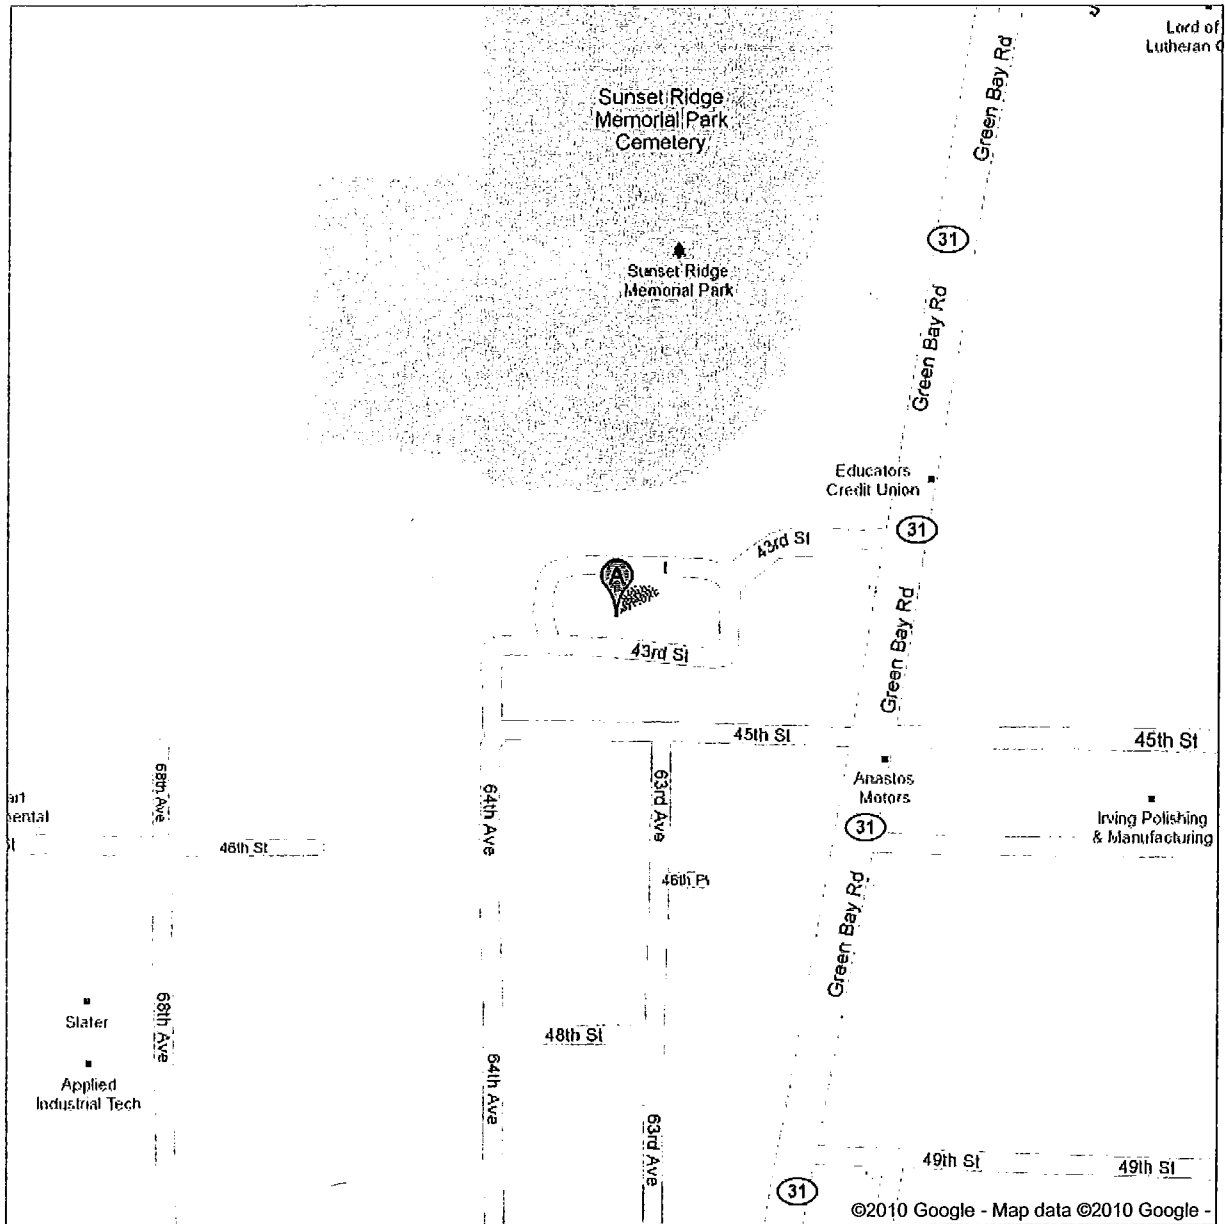 Lord of
Lutheran
Green Bay Rd
Sunset Ridge
Memorial Park
Cemetery
31
Sunset Ridge
Memorial Park
Green Bay Rd
Educators
Credit Union
31
43rd St
A
Green Bay Rd
43rd St
45th St
45th St
68th Ave
64th Ave
63rd Ave
Anastos
Motors
Irving Polishing
& Manufacturing
31
46th St
46th Pl
Green Bay Rd
Slater
68th Ave
48th St
64th Ave
Applied
Industrial Tech
63rd Ave
49th St
49th St
31
©2010 Google - Map data ©2010 Google -